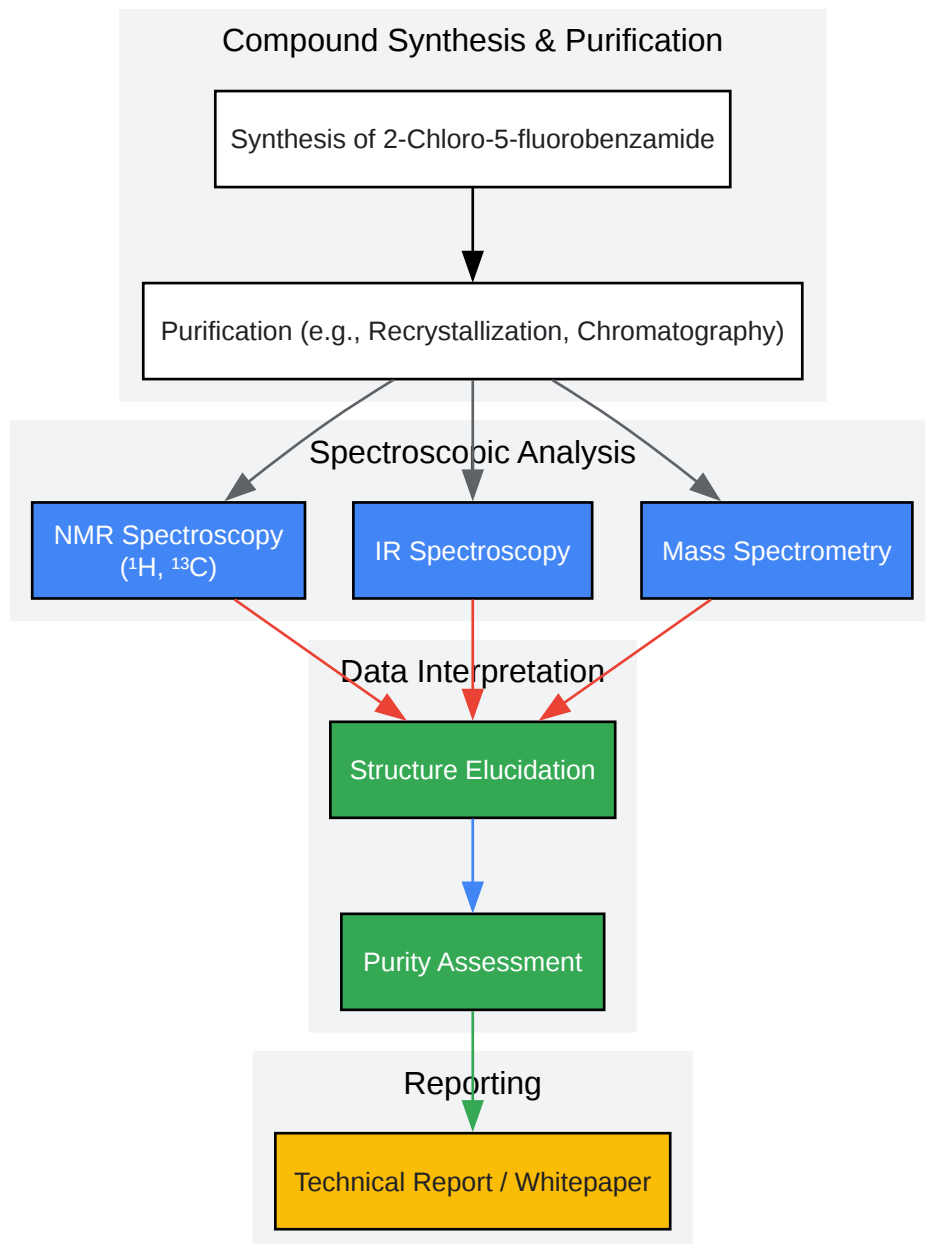 Compound Synthesis & Purification
Synthesis of 2-Chloro-5-fluorobenzamide
Purification (e.g., Recrystallization, Chromatography)
Spectroscopic Analysis
NMR Spectroscopy
(¹H, ¹³C)
IR Spectroscopy
Mass Spectrometry
Data Interpretation
Structure Elucidation
Purity Assessment
Reporting
Technical Report / Whitepaper